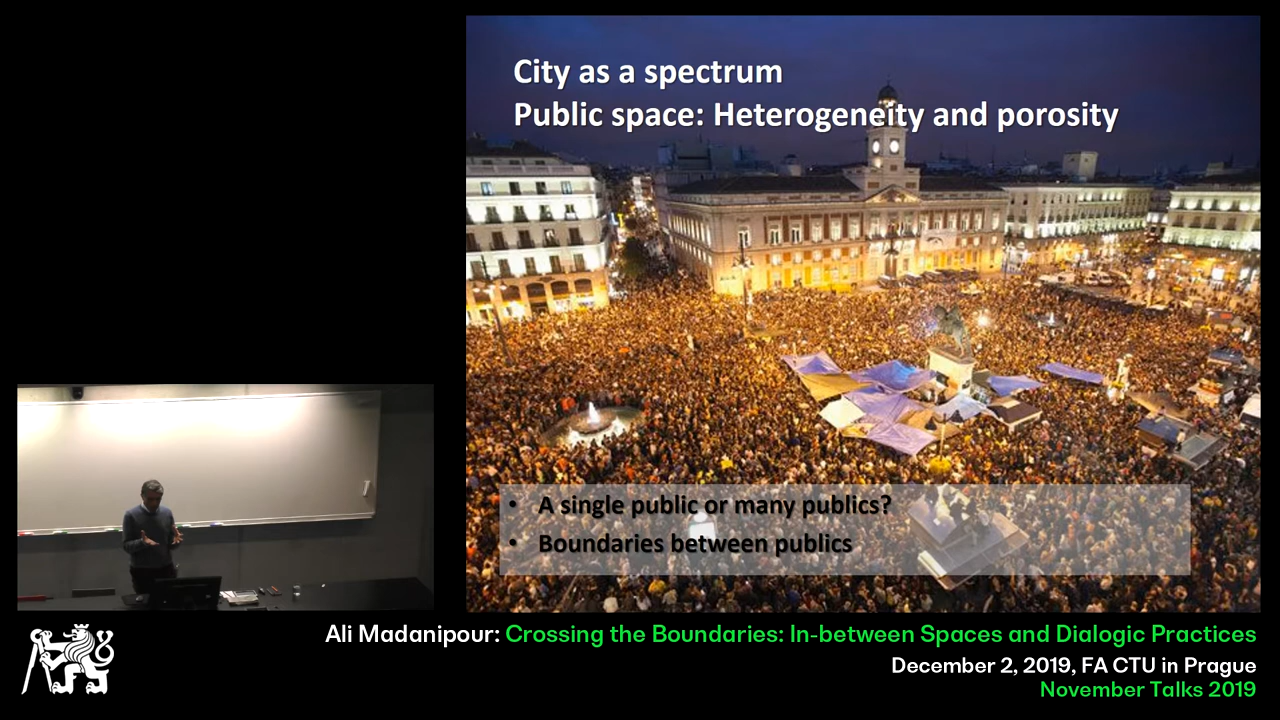 City as a spectrum
Public space: Heterogeneity and porosity
• A single public or many publics?
• Boundaries between publics
Ali Madanipour: Crossing the Boundaries: In-between Spaces and Dialogic Practices
December 2, 2019, FA CTU in Prague
November Talks 2019